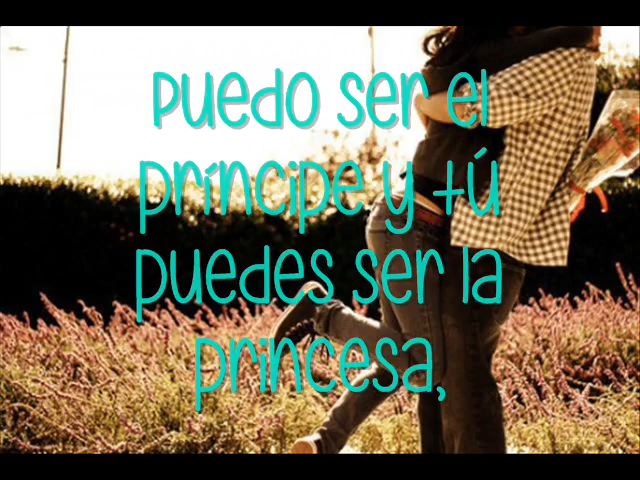 Puedo ser el
príncipe y tú
puedes ser la
princesa,